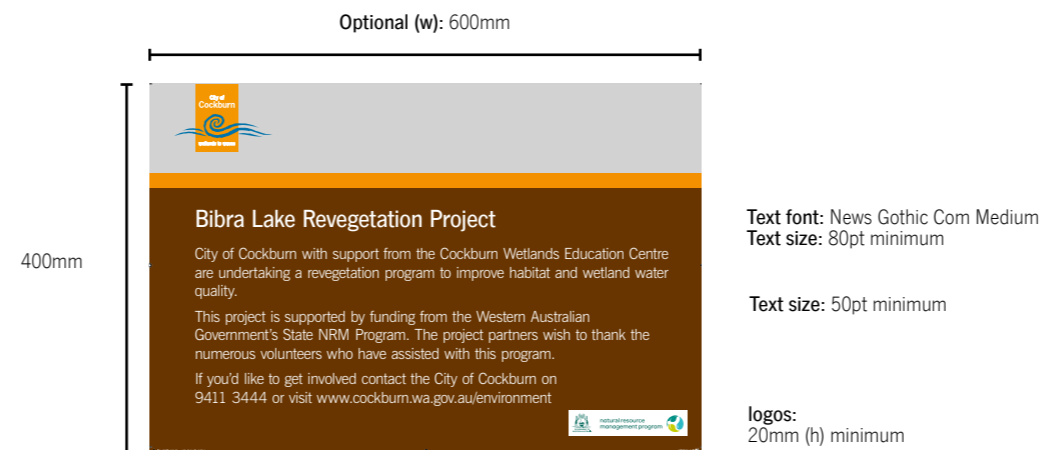 Optional (w): 600mm
City of
Cockburn
wetlands to waves
400mm
Bibra Lake Revegetation Project
City of Cockburn with support from the Cockburn Wetlands Education Centre
are undertaking a revegetation program to improve habitat and wetland water
quality.
This project is supported by funding from the Western Australian
Government's State NRM Program. The project partners wish to thank the
numerous volunteers who have assisted with this program.
If you'd like to get involved contact the City of Cockburn on
9411 3444 or visit www.cockburn.wa.gov.au/environment
natural resource
management program
Text font: News Gothic Com Medium
Text size: 80pt minimum
Text size: 50pt minimum
logos:
20mm (h) minimum